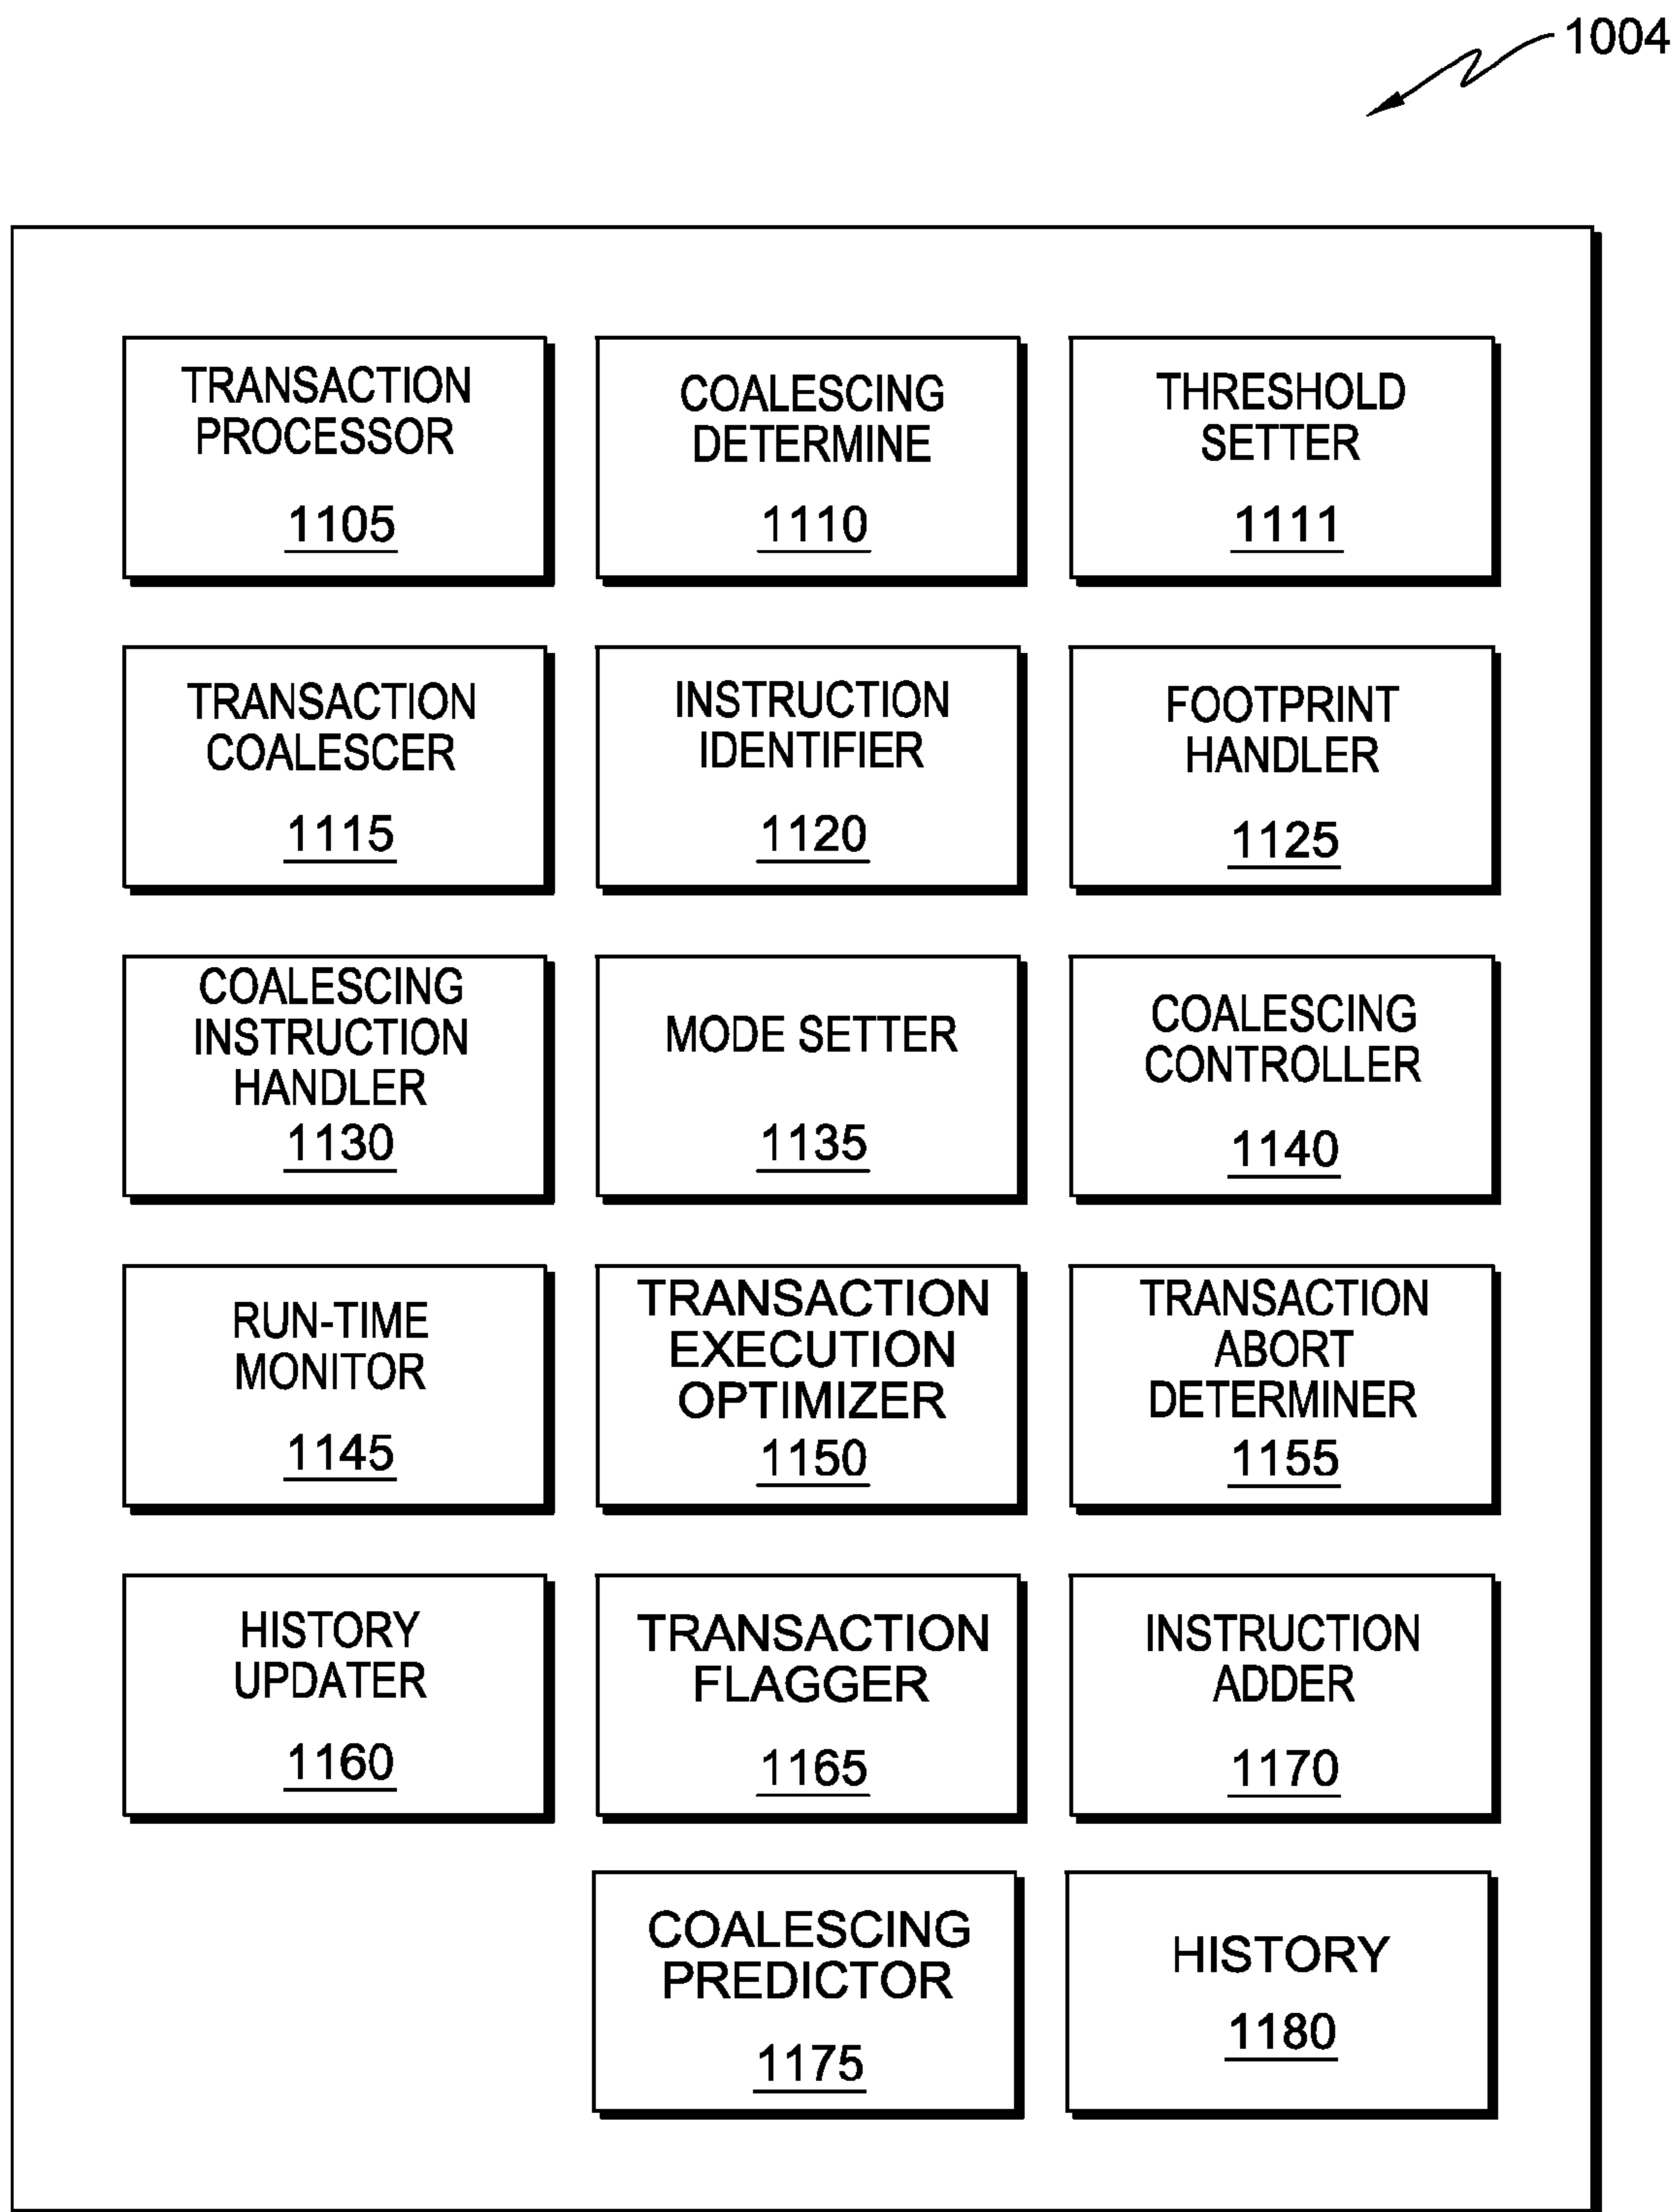 1004
TRANSACTION
PROCESSOR
1105
COALESCING
DETERMINE
1110
THRESHOLD
SETTER
1111
TRANSACTION
COALESCER
1115
INSTRUCTION
IDENTIFIER
1120
FOOTPRINT
HANDLER
1125
COALESCING
INSTRUCTION
HANDLER
1130
MODE SETTER
1135
COALESCING
CONTROLLER
1140
RUN-TIME
MONITOR
1145
TRANSACTION
EXECUTION
OPTIMIZER
1150
TRANSACTION
ABORT
DETERMINER
1155
HISTORY
UPDATER
1160
TRANSACTION
FLAGGER
1165
INSTRUCTION
ADDER
1170
COALESCING
PREDICTOR
1175
HISTORY
1180